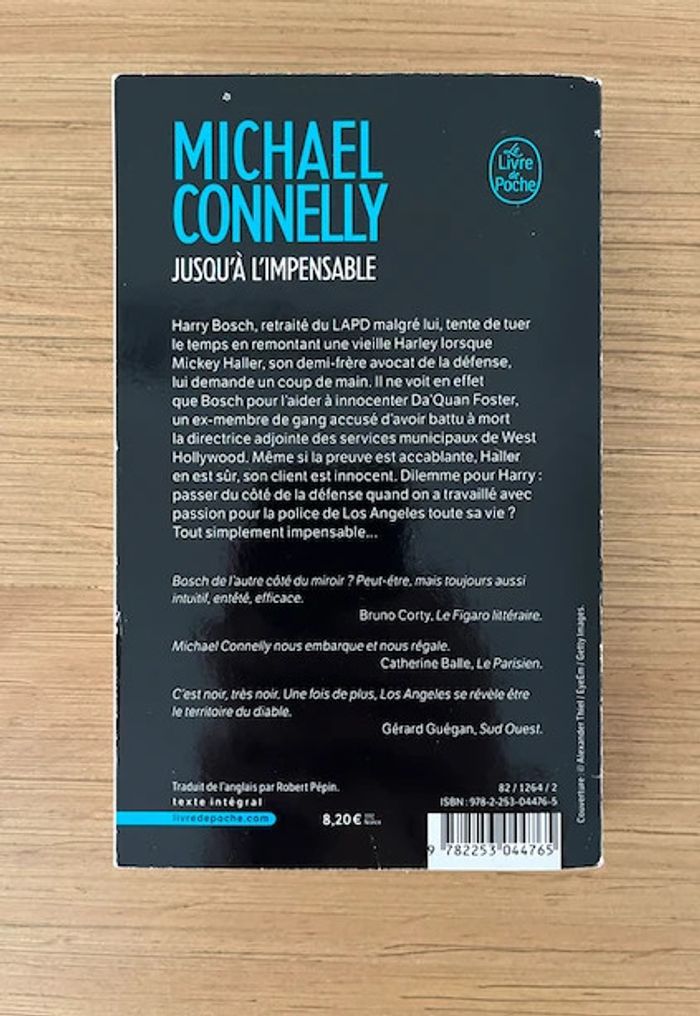 MICHAEL
CONNELLY
JUSQU'À L'IMPENSABLE
Le
Livre
de
Poche
Harry Bosch, retraité du LAPD malgré lui, tente de tuer
le temps en remontant une vieille Harley lorsque
Mickey Haller, son demi-frère avocat de la défense,
lui demande un coup de main. Il ne voit en effet
que Bosch pour l'aider à innocenter Da'Quan Foster,
un ex-membre de gang accusé d'avoir battu à mort
la directrice adjointe des services municipaux de West
Hollywood. Même si la preuve est accablante, Haller
en est sûr, son client est innocent. Dilemme pour Harry :
passer du côté de la défense quand on a travaillé avec
passion pour la police de Los Angeles toute sa vie ?
Tout simplement impensable...
Bosch de l'autre côté du miroir ? Peut-être, mais toujours aussi
intuitif, entêté, efficace.
Bruno Corty, Le Figaro littéraire.
Michael Connelly nous embarque et nous régale.
Catherine Balle, Le Parisien.
C'est noir, très noir. Une fois de plus, Los Angeles se révèle être
le territoire du diable.
Gérard Guégan, Sud Ouest.
Couverture : © Alexander Thiel / EyeEm / Getty Images.
Traduit de l'anglais par Robert Pépin.
texte intégral
livredepoche.com
8,20 €
France
82 / 1264 / 2
ISBN : 978-2-253-04476-5
9 782253 044765